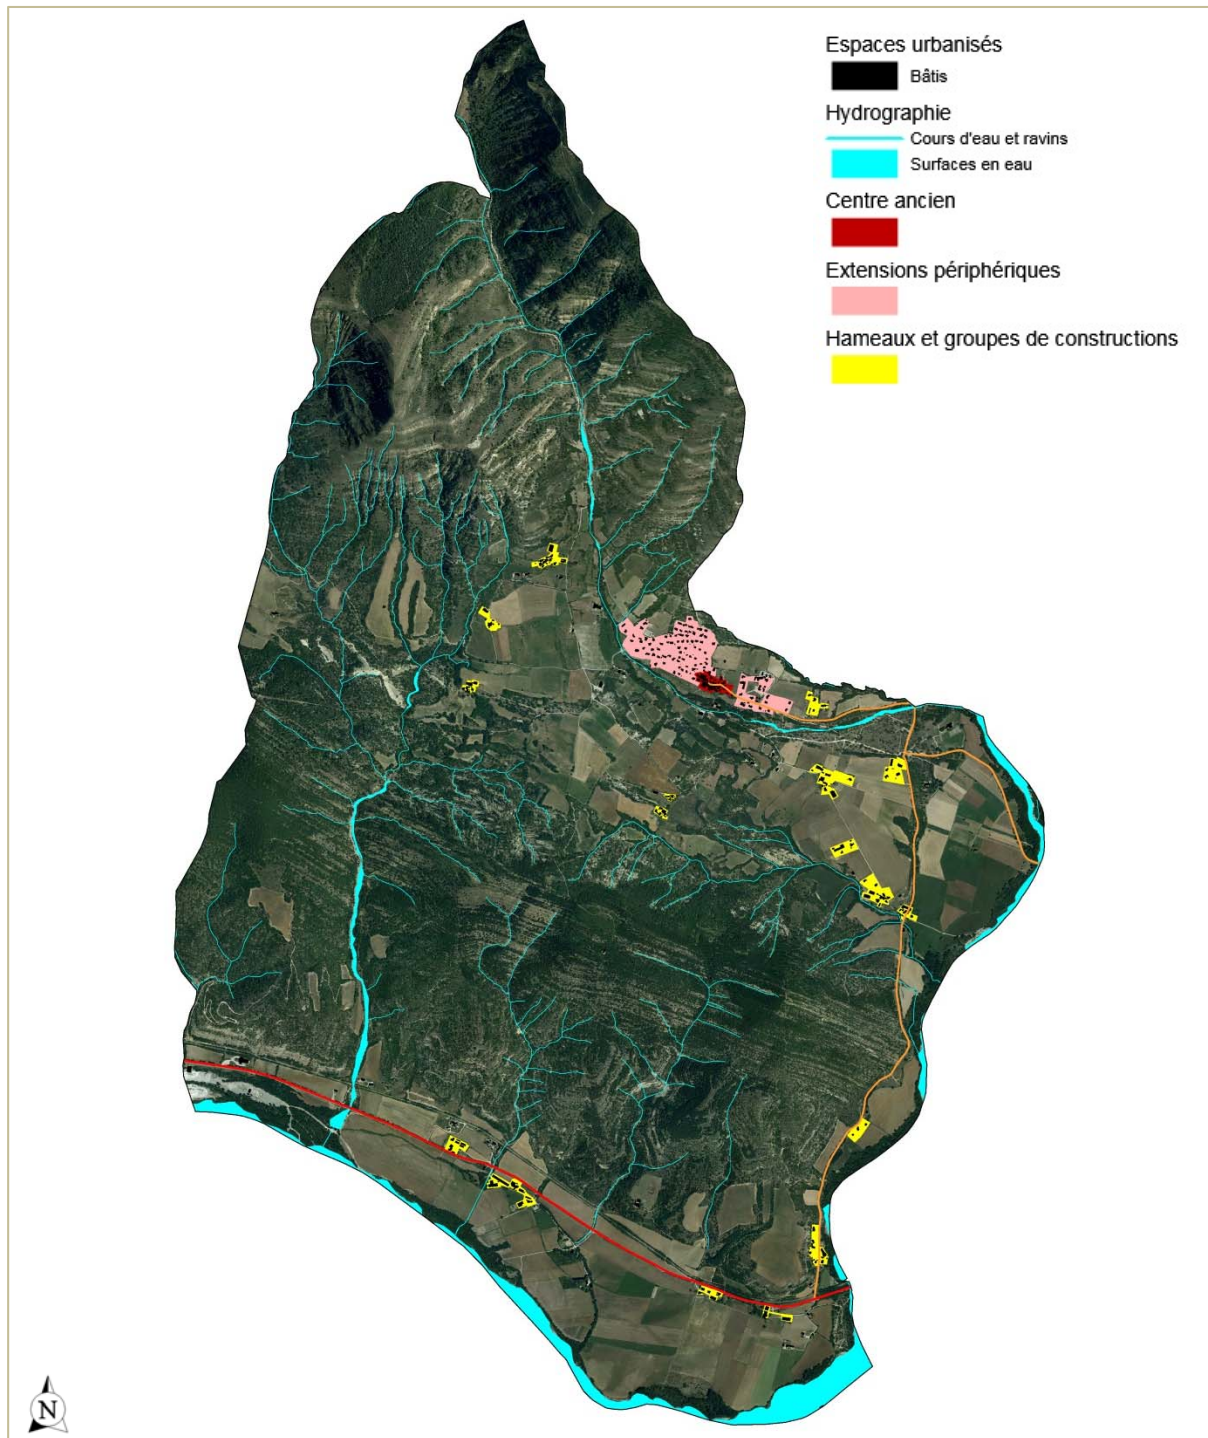 Espaces urbanisés
Bâtis
Hydrographie
Cours d'eau et ravins
Surfaces en eau
Centre ancien
Extensions périphériques
Hameaux et groupes de constructions
N